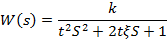 W(s) = k / (t²S² + 2tξS + 1)